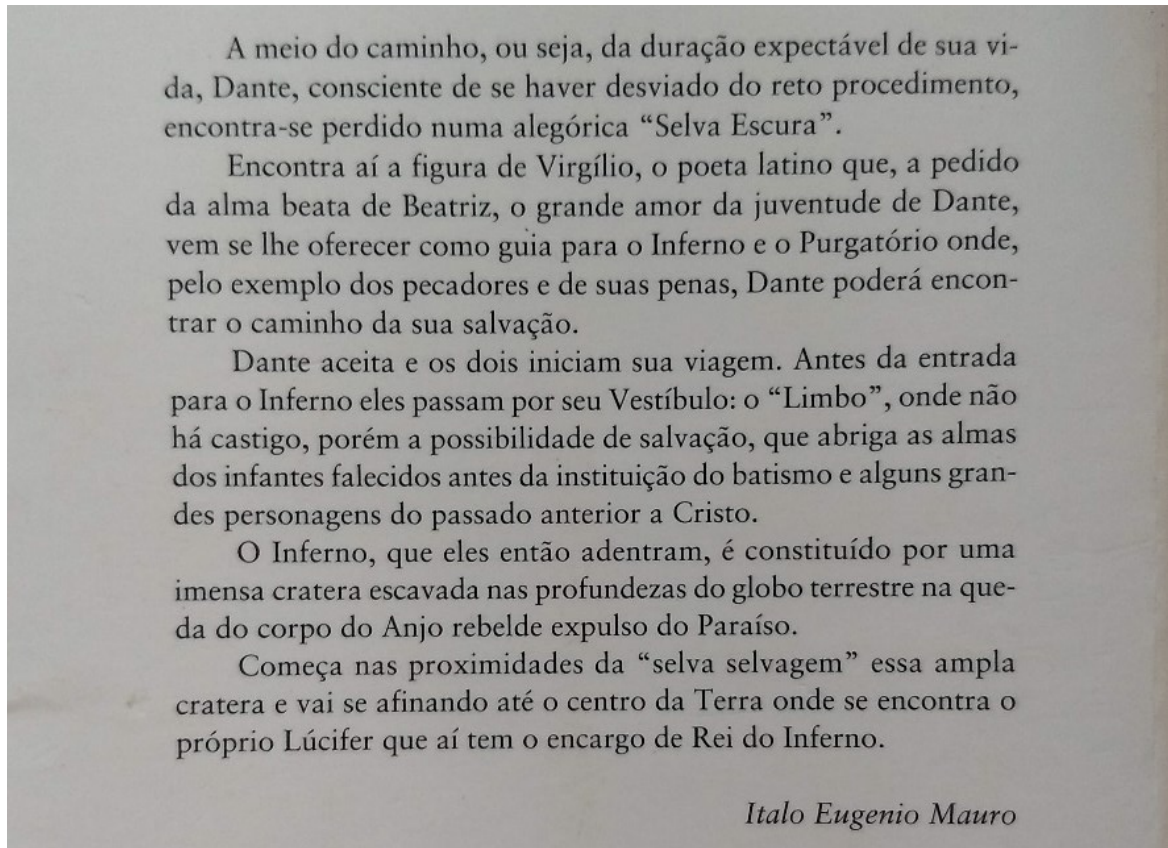 A meio do caminho, ou seja, da duração expectável de sua vi-
da, Dante, consciente de se haver desviado do reto procedimento,
encontra-se perdido numa alegórica “Selva Escura”.
Encontra aí a figura de Virgílio, o poeta latino que, a pedido
da alma beata de Beatriz, o grande amor da juventude de Dante,
vem se lhe oferecer como guia para o Inferno e o Purgatório onde,
pelo exemplo dos pecadores e de suas penas, Dante poderá encon-
trar o caminho da sua salvação.
Dante aceita e os dois iniciam sua viagem. Antes da entrada
para o Inferno eles passam por seu Vestíbulo: o “Limbo”, onde não
há castigo, porém a possibilidade de salvação, que abriga as almas
dos infantes falecidos antes da instituição do batismo e alguns gran-
des personagens do passado anterior a Cristo.
O Inferno, que eles então adentram, é constituído por uma
imensa cratera escavada nas profundezas do globo terrestre na que-
da do corpo do Anjo rebelde expulso do Paraíso.
Começa nas proximidades da “selva selvagem” essa ampla
cratera e vai se afinando até o centro da Terra onde se encontra o
próprio Lúcifer que aí tem o encargo de Rei do Inferno.
Italo Eugenio Mauro